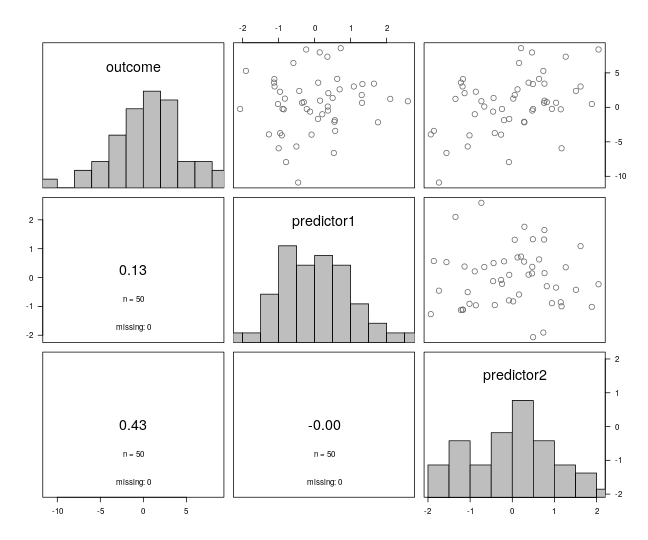 -2 -1 0 1 2
outcome
5
0
-5
-10
predictor1
2
1
0
-1
-2
0.13
n = 50
missing: 0
predictor2
2
1
0
-1
-2
0.43
n = 50
missing: 0
-0.00
n = 50
missing: 0
-10 -5 0 5
-2 -1 0 1 2